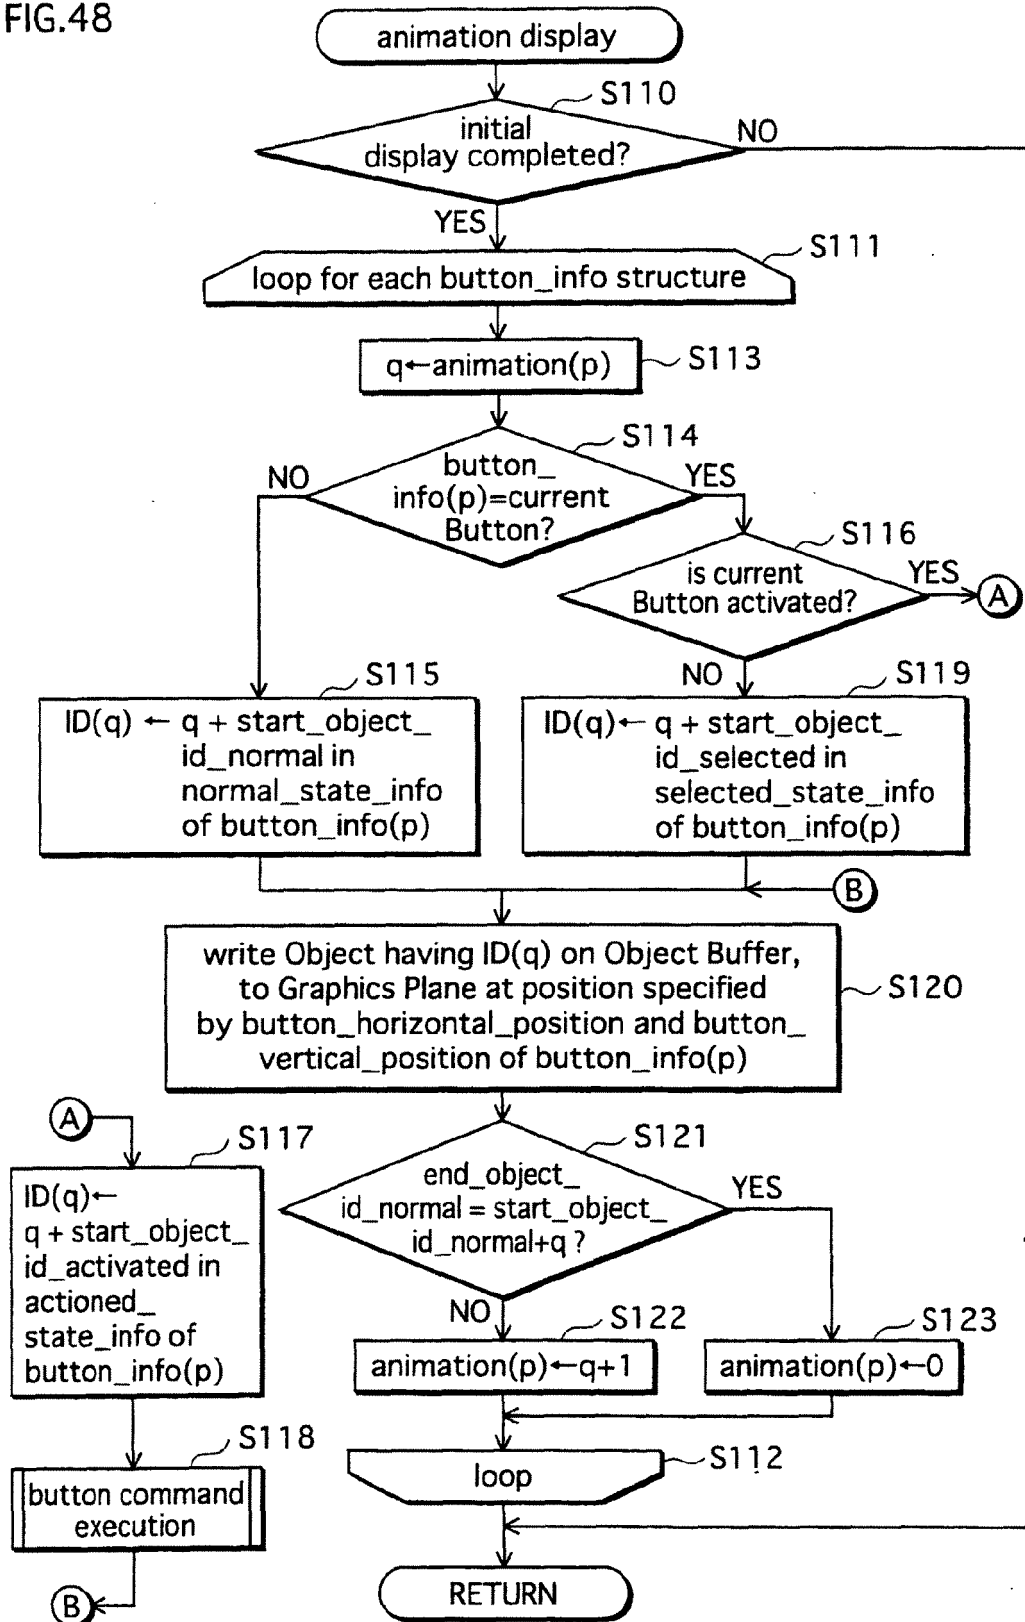 FIG.48
animation display
S110
initial
display completed?
NO
YES
S111
loop for each button_info structure
q←animation(p)
S113
S114
button_
info(p)=current
Button?
NO
YES
S116
is current
Button activated?
YES
A
NO
S115
ID(q) ← q + start_object_
id_normal in
normal_state_info
of button_info(p)
S119
ID(q)← q + start_object_
id_selected in
selected_state_info
of button_info(p)
B
write Object having ID(q) on Object Buffer,
to Graphics Plane at position specified
by button_horizontal_position and button_
vertical_position of button_info(p)
S120
A
S117
ID(q)←
q + start_object_
id_activated in
actioned_
state_info of
button_info(p)
S118
button command
execution
B
S121
end_object_
id_normal = start_object_
id_normal+q ?
YES
NO
S122
animation(p)←q+1
S123
animation(p)←0
S112
loop
RETURN